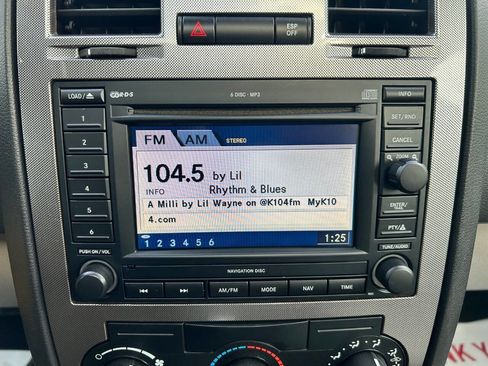 ESP
OFF
LOAD/
R·D·S
6 DISC • MP3
INFO
1
2
3
4
5
6
SET/RND
CANCEL
ZOOM
ENTER/
PTY/
TUNE/AUDIO
PUSH ON/VOL
FM AM STEREO
104.5 by Lil
INFO Rhythm & Blues
A Milli by Lil Wayne on @K104fm MyK10
4.com
1 2 3 4 5 6 1:25
NAVIGATION DISC
AM/FM MODE NAV TIME